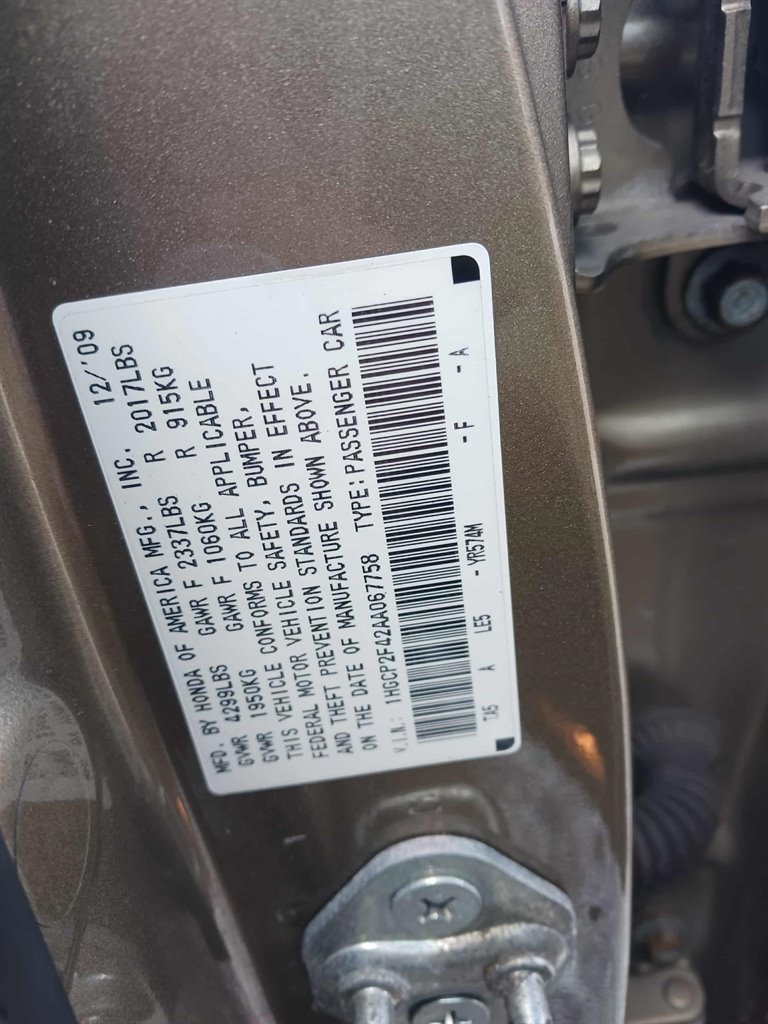 MFD. BY HONDA OF AMERICA MFG., INC. 12/'09
GVWR 4299LBS GAWR F 2337LBS R 2017LBS
GVWR 1950KG GAWR F 1060KG R 915KG
THIS VEHICLE CONFORMS TO ALL APPLICABLE
FEDERAL MOTOR VEHICLE SAFETY, BUMPER,
AND THEFT PREVENTION STANDARDS IN EFFECT
ON THE DATE OF MANUFACTURE SHOWN ABOVE.
V.I.N.: 1HGCP2F42AA067758 TYPE:PASSENGER CAR
TA5 A LE5 -YR574M -F -A